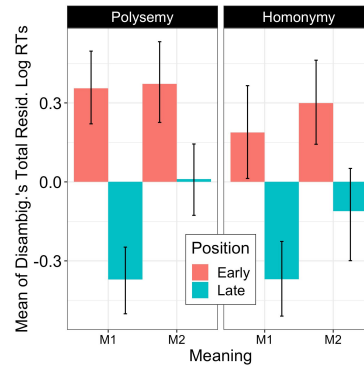 Polysemy Homonymy
Mean of Disambig.'s Total Resid. Log RTs
0.3
0.0
-0.3
Position
Early
Late
M1 M2 M1 M2
Meaning